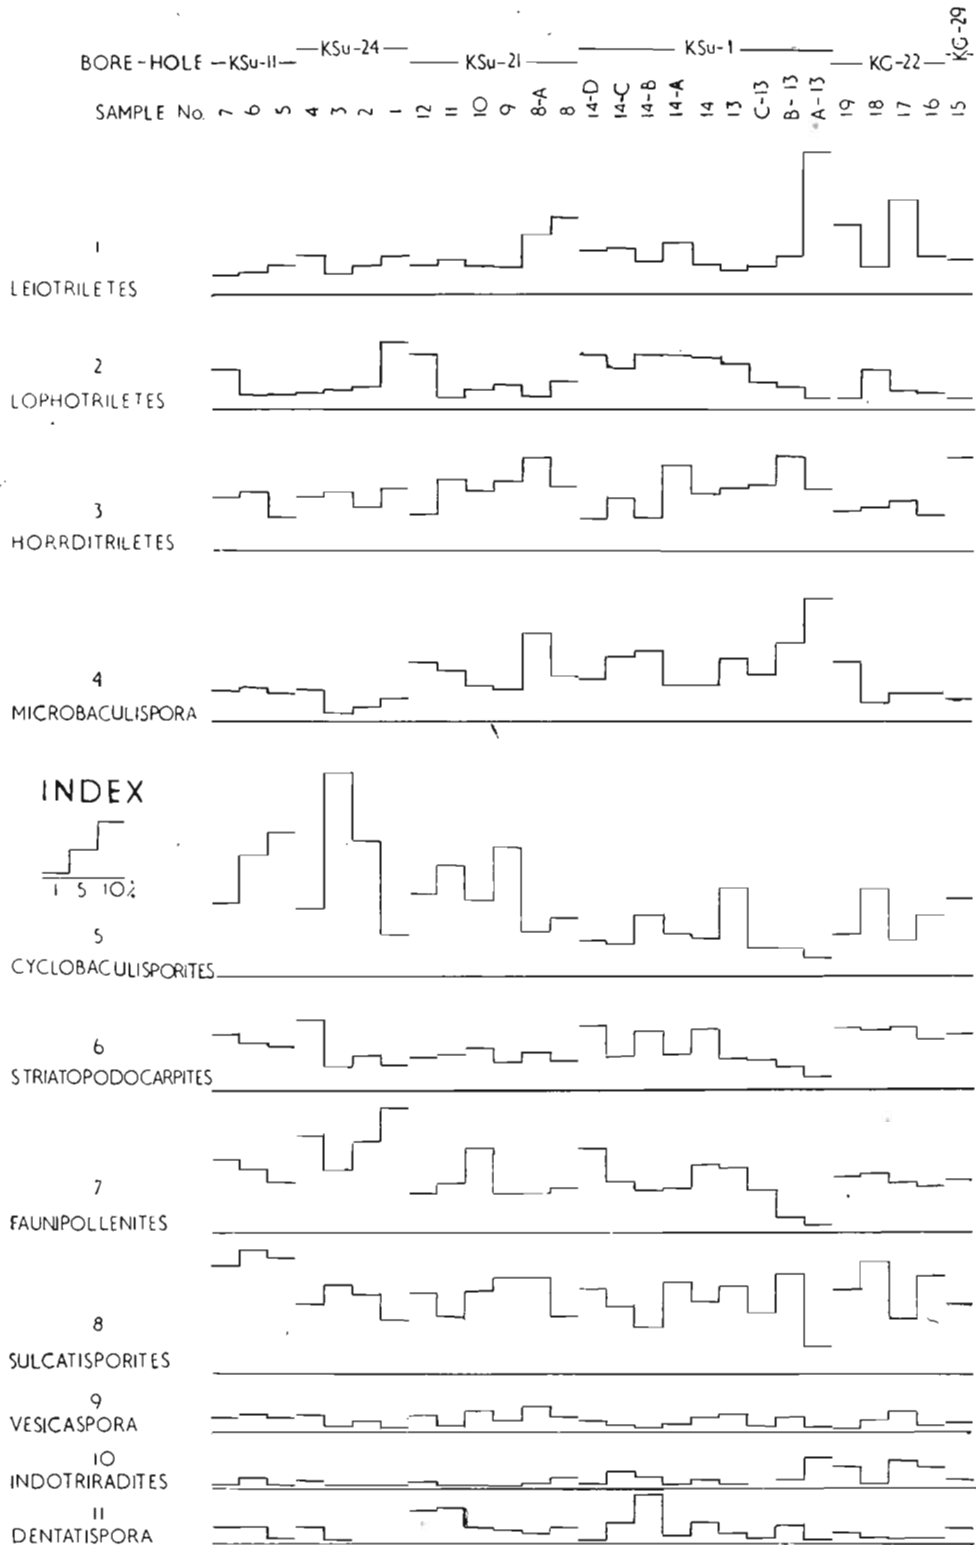 BORE-HOLE KSu-11 KSu-24 KSu-21 KSu-1 KG-22 KG-29
SAMPLE No. 7 6 5 4 3 2 1 12 11 10 9 8-A 8 14-D 14-C 14-B 14-A 14 13 C-13 B-13 A-13 19 18 17 16 15
1
LEIOTRILETES
2
LOPHOTRILETES
3
HORRDITRILETES
4
MICROBACULISPORA
INDEX
1 5 10%
5
CYCLOBACULISPORITES
6
STRIATOPODOCARPITES
7
FAUNIPOLLENITES
8
SULCATISPORITES
9
VESICASPORA
10
INDOTRIRADITES
11
DENTATISPORA